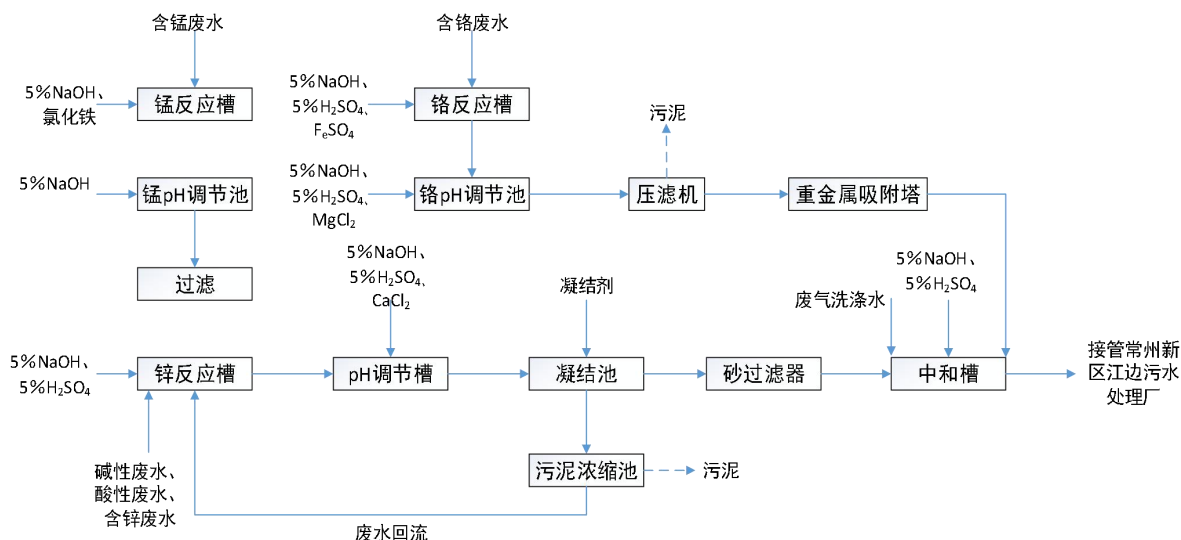 含锰废水
含铬废水
5%NaOH、
氯化铁
锰反应槽
5%NaOH、
5%H₂SO₄、
FₑSO₄
铬反应槽
污泥
5%NaOH
锰pH调节池
5%NaOH、
5%H₂SO₄、
MgCl₂
铬pH调节池
压滤机
重金属吸附塔
过滤
5%NaOH、
5%H₂SO₄、
CaCl₂
凝结剂
废气洗涤水
5%NaOH、
5%H₂SO₄
5%NaOH、
5%H₂SO₄
锌反应槽
pH调节槽
凝结池
砂过滤器
中和槽
接管常州新
区江边污水
处理厂
碱性废水、
酸性废水、
含锌废水
污泥浓缩池
污泥
废水回流